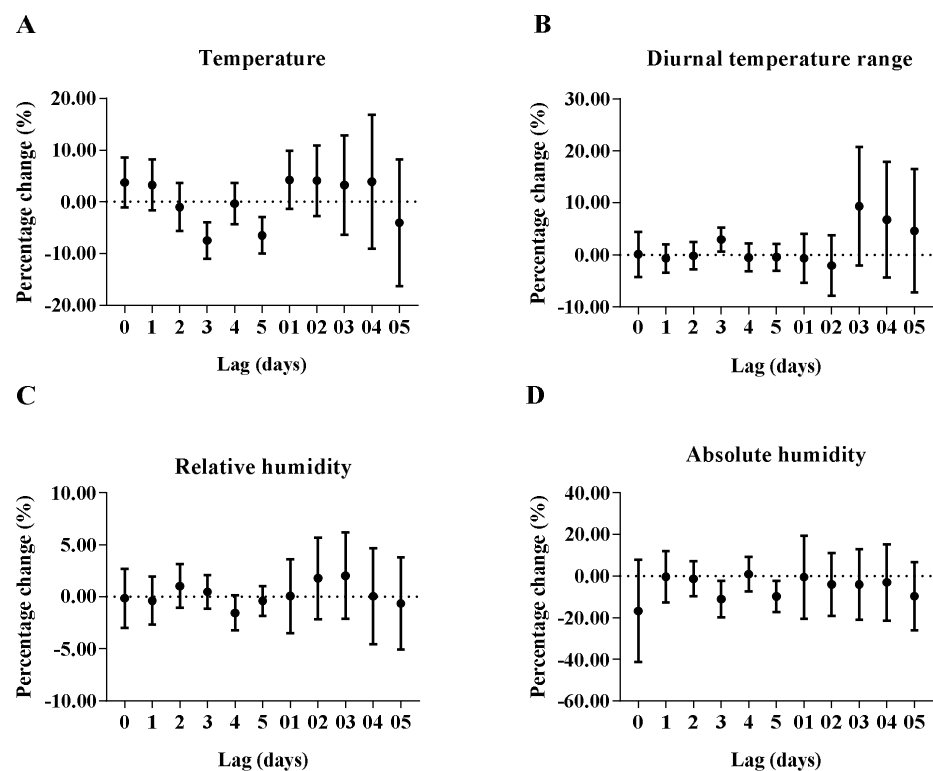 A
Temperature
Percentage change (%)
20.00
10.00
0.00
-10.00
-20.00
0 1 2 3 4 5 01 02 03 04 05
Lag (days)
B
Diurnal temperature range
Percentage change (%)
30.00
20.00
10.00
0.00
-10.00
0 1 2 3 4 5 01 02 03 04 05
Lag (days)
C
Relative humidity
Percentage change (%)
10.00
5.00
0.00
-5.00
-10.00
0 1 2 3 4 5 01 02 03 04 05
Lag (days)
D
Absolute humidity
Percentage change (%)
40.00
20.00
0.00
-20.00
-40.00
-60.00
0 1 2 3 4 5 01 02 03 04 05
Lag (days)